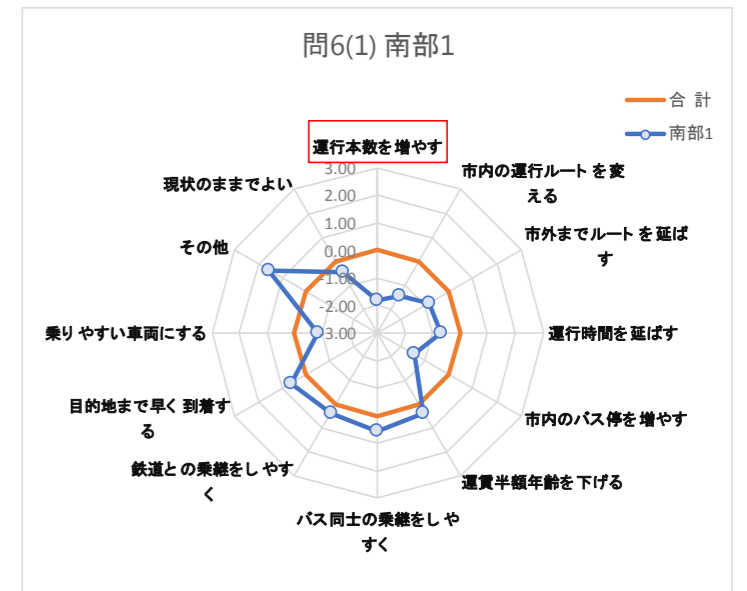 問6(1) 南部1
合 計
南部1
運行本数を増やす
市内の運行ルートを変
える
市外までルートを延ばす
運行時間を延ばす
市内のバス停を増やす
運賃半額年齢を下げる
バス同士の乗継をしや
すく
鉄道との乗継をしやす
く
目的地まで早く到着す
る
乗りやすい車両にする
その他
現状のままでよい
3.00
2.00
1.00
0.00
-1.00
-2.00
-3.00